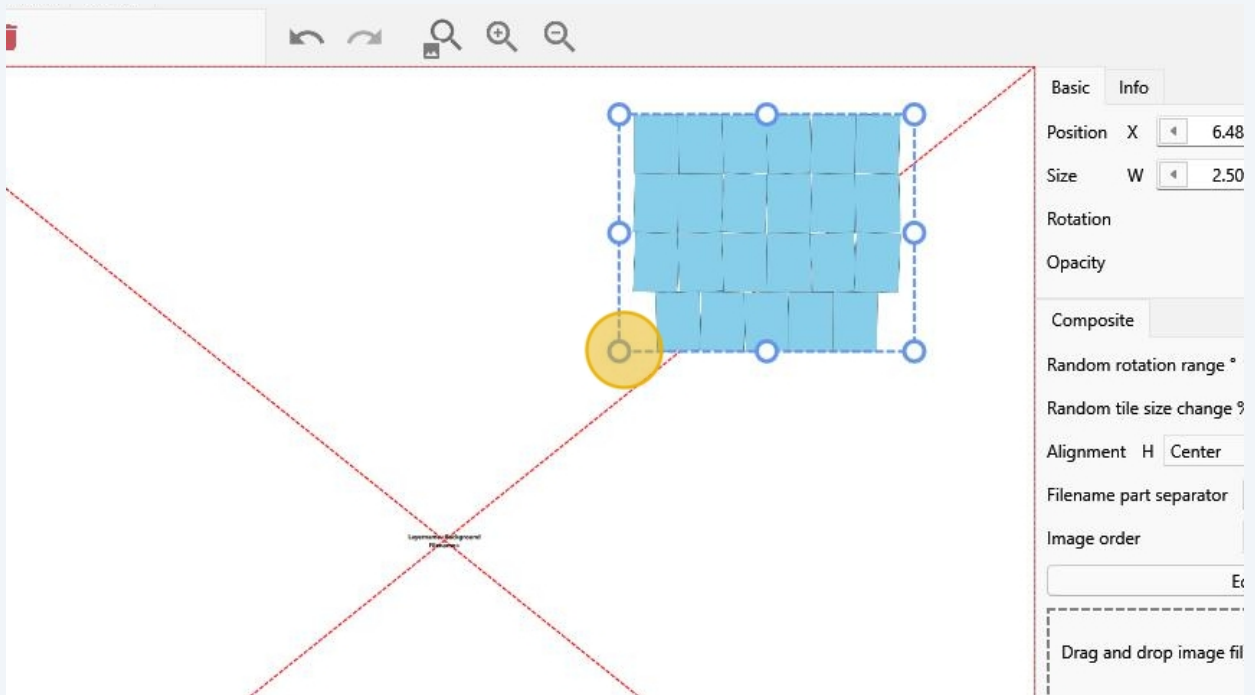 Basic Info
Position X 6.48
Size W 2.50
Rotation
Opacity
Composite
Random rotation range °
Random tile size change %
Alignment H Center
Filename part separator
Image order
Drag and drop image fil
Background